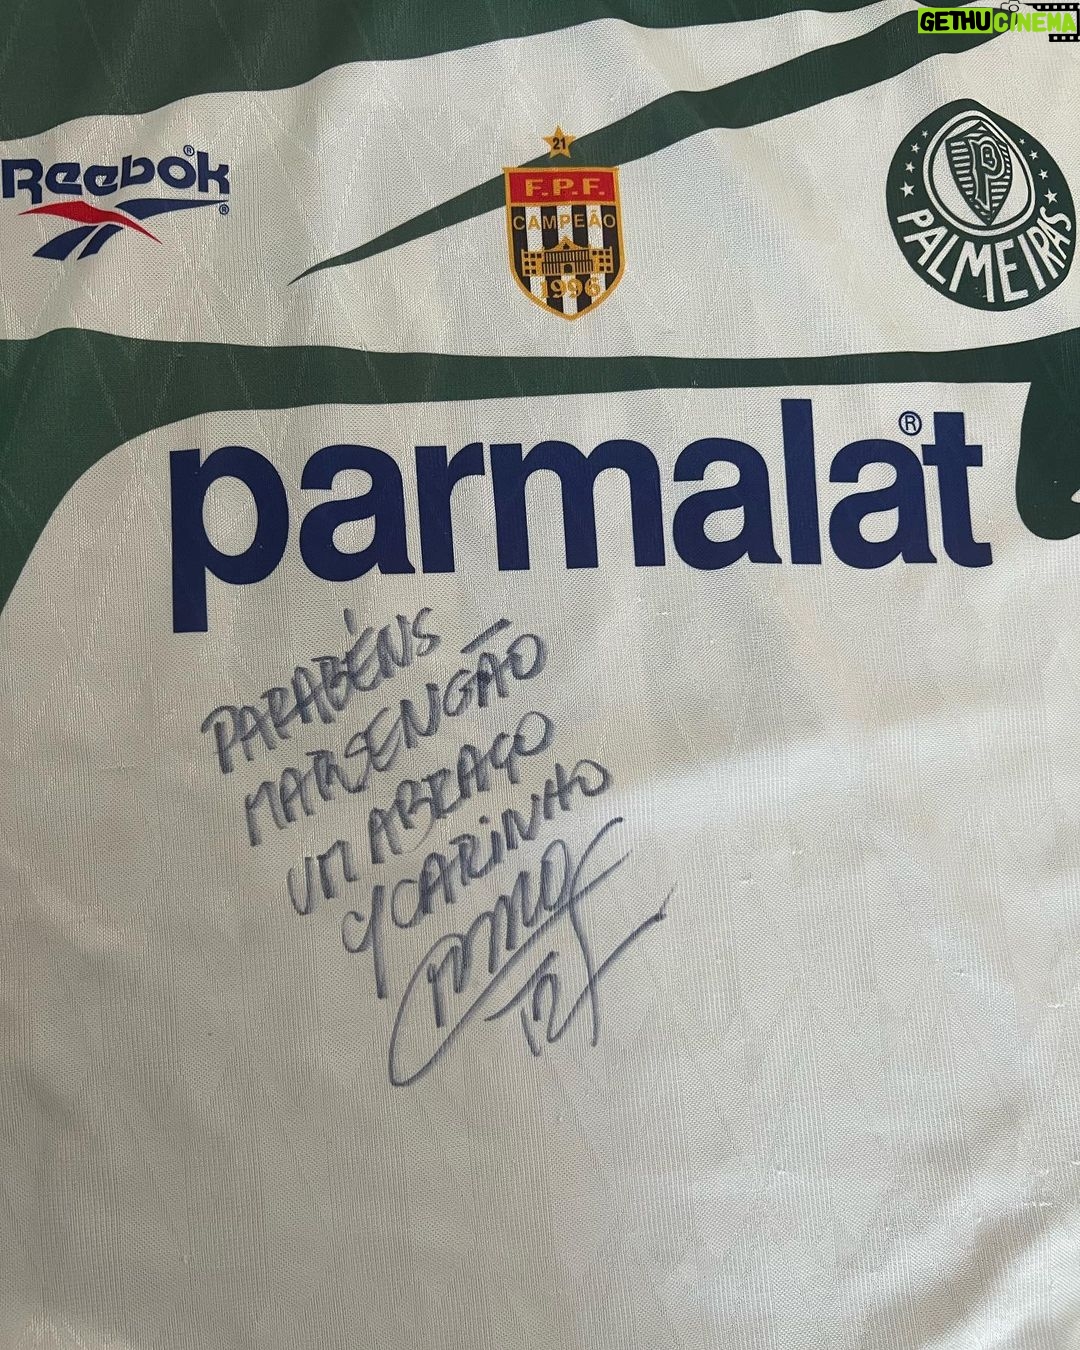 GETHUCINEMA
Reebok®
®
21
F.P.F.
CAMPEÃO
1996
P
PALMEIRAS
parmalat®
PARABÉNS
MARSENGÃO
UM ABRAÇO
C/CARINHO
12